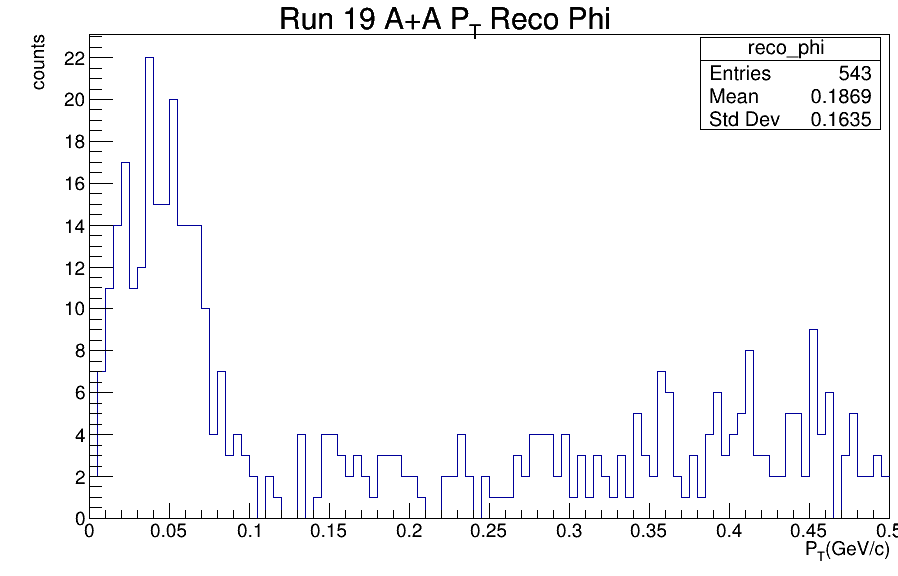 Run 19 A+A P_T Reco Phi
counts
reco_phi
Entries 543
Mean 0.1869
Std Dev 0.1635
22
20
18
16
14
12
10
8
6
4
2
0
0 0.05 0.1 0.15 0.2 0.25 0.3 0.35 0.4 0.45 0.5
P_T(GeV/c)